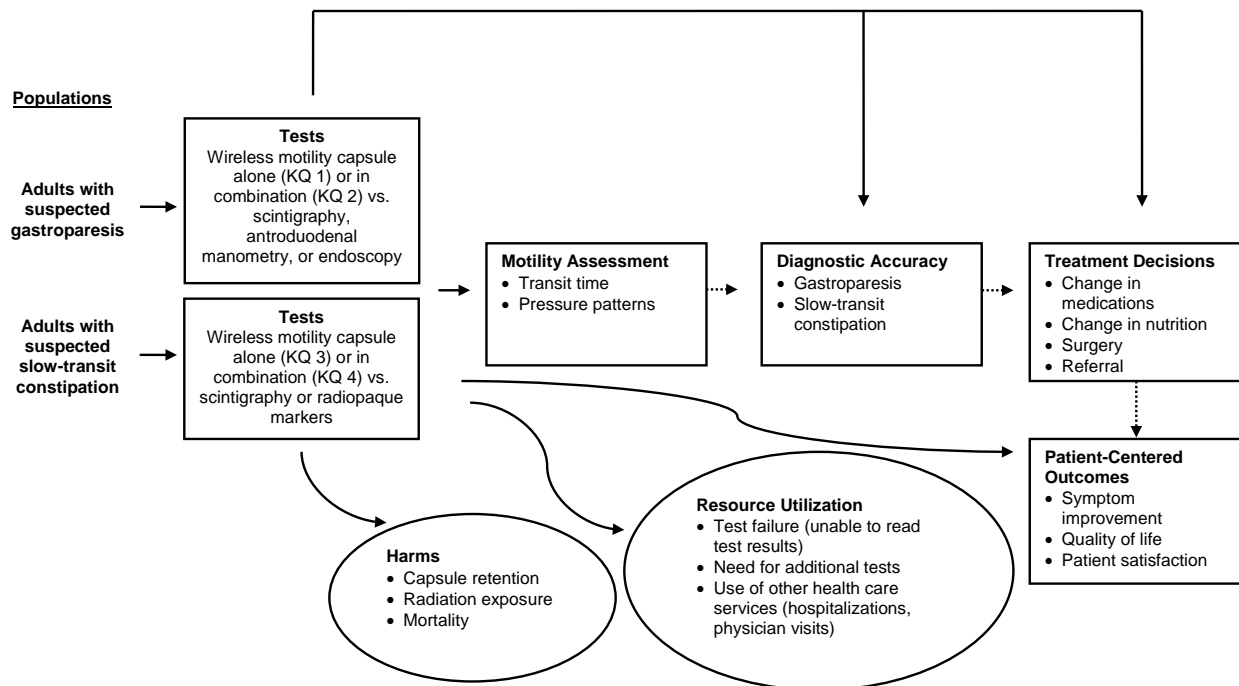 Populations
Adults with
suspected
gastroparesis
Tests
Wireless motility capsule
alone (KQ 1) or in
combination (KQ 2) vs.
scintigraphy,
antroduodenal
manometry, or endoscopy
Adults with
suspected
slow-transit
constipation
Tests
Wireless motility capsule
alone (KQ 3) or in
combination (KQ 4) vs.
scintigraphy or radiopaque
markers
Motility Assessment
• Transit time
• Pressure patterns
Diagnostic Accuracy
• Gastroparesis
• Slow-transit
constipation
Treatment Decisions
• Change in
medications
• Change in nutrition
• Surgery
• Referral
Patient-Centered
Outcomes
• Symptom
improvement
• Quality of life
• Patient satisfaction
Resource Utilization
• Test failure (unable to read
test results)
• Need for additional tests
• Use of other health care
services (hospitalizations,
physician visits)
Harms
• Capsule retention
• Radiation exposure
• Mortality